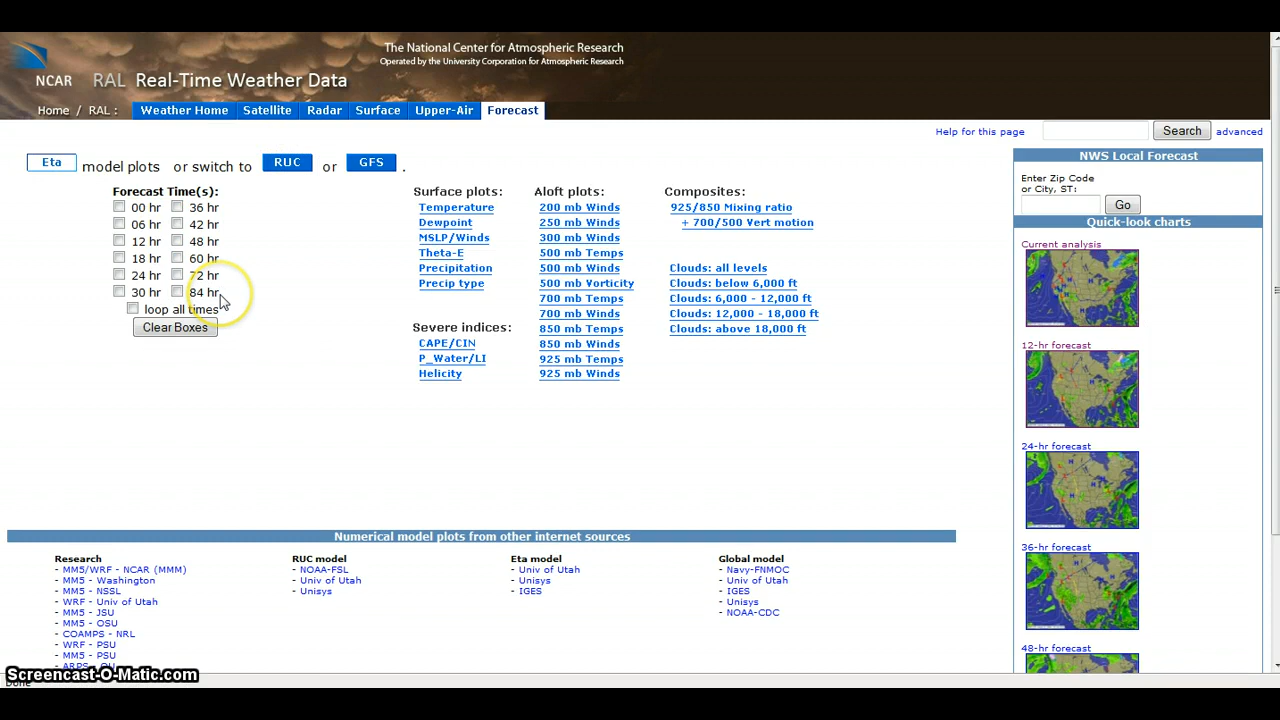 The National Center for Atmospheric Research
Operated by the University Corporation for Atmospheric Research
NCAR RAL Real-Time Weather Data
Home / RAL : Weather Home Satellite Radar Surface Upper-Air Forecast
Help for this page Search advanced
Eta model plots or switch to RUC or GFS .
Forecast Time(s):
00 hr 36 hr
06 hr 42 hr
12 hr 48 hr
18 hr 60 hr
24 hr 72 hr
30 hr 84 hr
loop all times
Clear Boxes
Surface plots:
Temperature
Dewpoint
MSLP/Winds
Theta-E
Precipitation
Precip type
Severe indices:
CAPE/CIN
P_Water/LI
Helicity
Aloft plots:
200 mb Winds
250 mb Winds
300 mb Winds
500 mb Temps
500 mb Winds
500 mb Vorticity
700 mb Temps
700 mb Winds
850 mb Temps
850 mb Winds
925 mb Temps
925 mb Winds
Composites:
925/850 Mixing ratio
+ 700/500 Vert motion
Clouds: all levels
Clouds: below 6,000 ft
Clouds: 6,000 - 12,000 ft
Clouds: 12,000 - 18,000 ft
Clouds: above 18,000 ft
NWS Local Forecast
Enter Zip Code
or City, ST:
Go
Quick-look charts
Current analysis
12-hr forecast
24-hr forecast
36-hr forecast
48-hr forecast
Numerical model plots from other internet sources
Research
- MM5/WRF - NCAR (MMM)
- MM5 - Washington
- MM5 - NSSL
- WRF - Univ of Utah
- MM5 - JSU
- MM5 - OSU
- COAMPS - NRL
- WRF - PSU
- MM5 - PSU
RUC model
- NOAA-FSL
- Univ of Utah
- Unisys
Eta model
- Univ of Utah
- Unisys
- IGES
Global model
- Navy-FNMOC
- Univ of Utah
- IGES
- Unisys
- NOAA-CDC
Screencast-O-Matic.com
Done